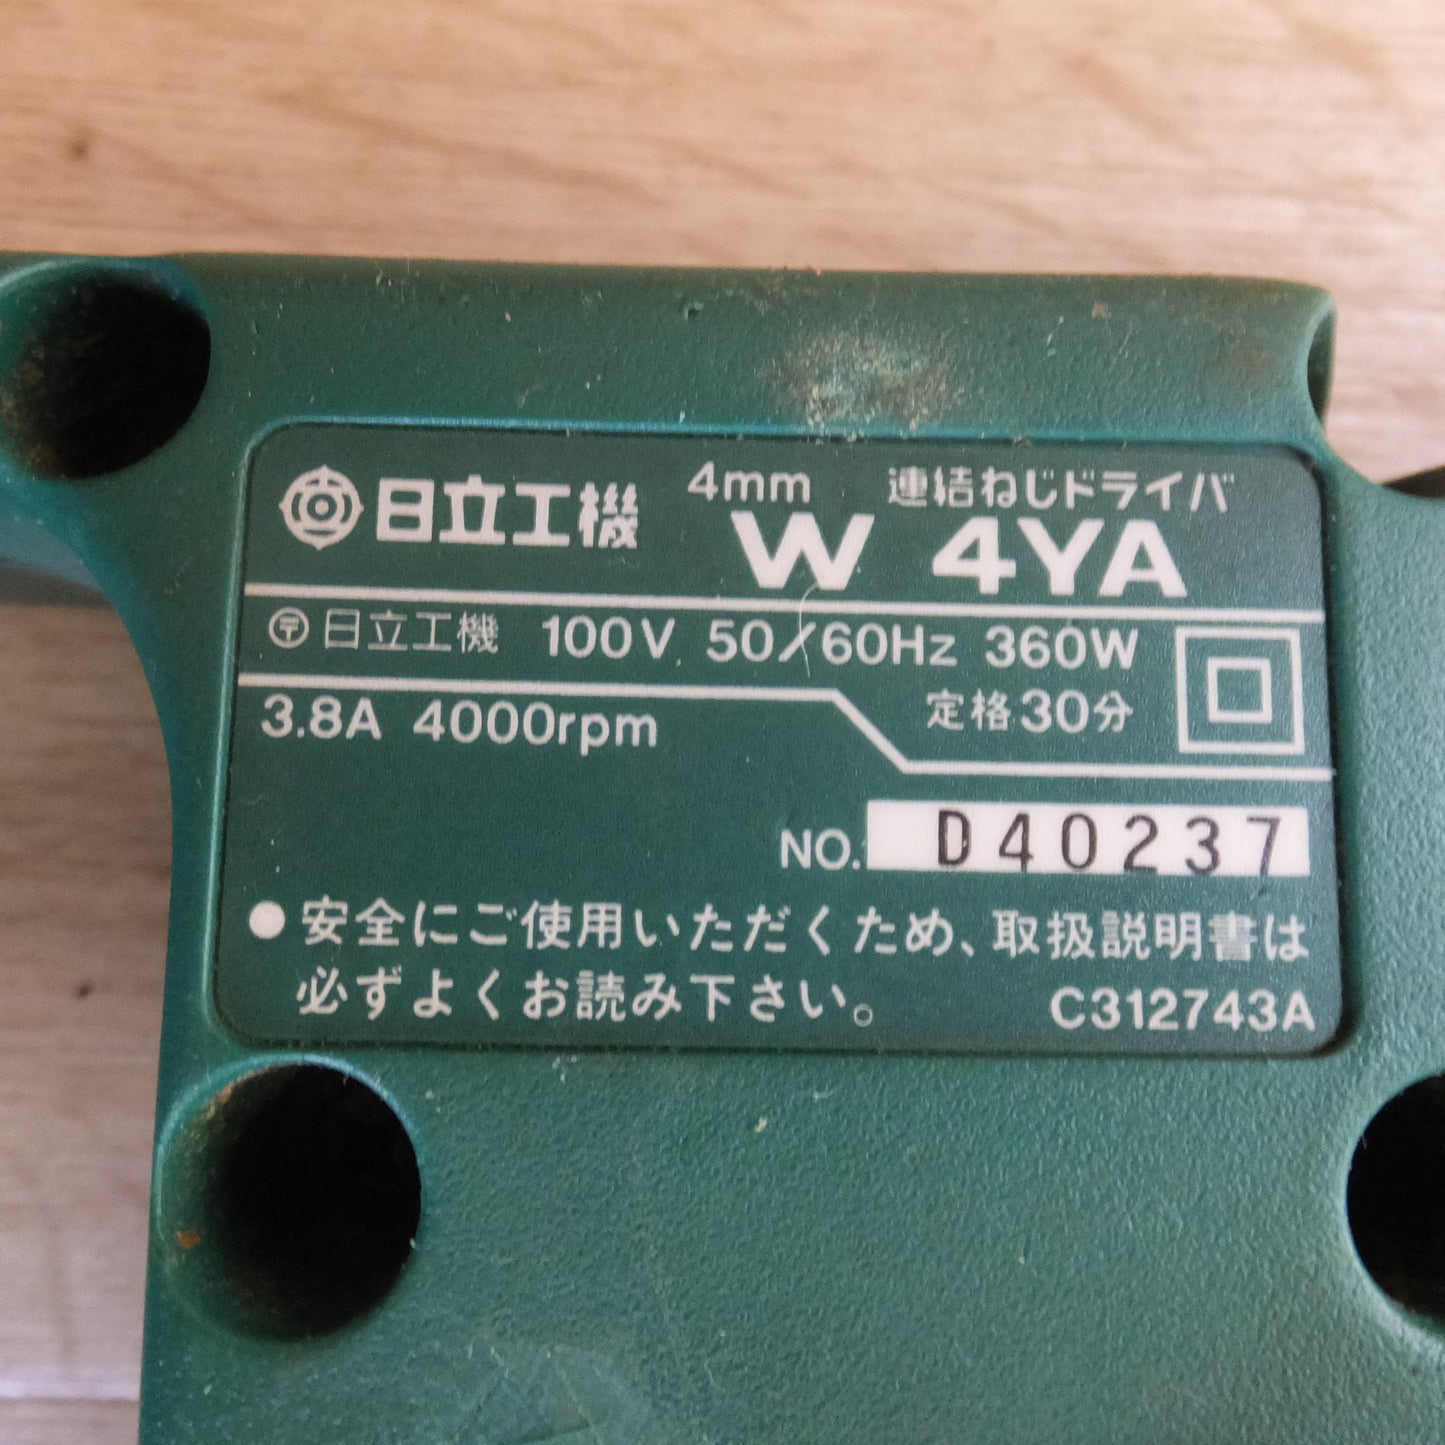 日立工機 4mm 連結ねじドライバ
W 4YA
〒 日立工機 100V 50/60Hz 360W
3.8A 4000rpm 定格30分
NO. D40237
●安全にご使用いただくため、取扱説明書は
必ずよくお読み下さい。 C312743A